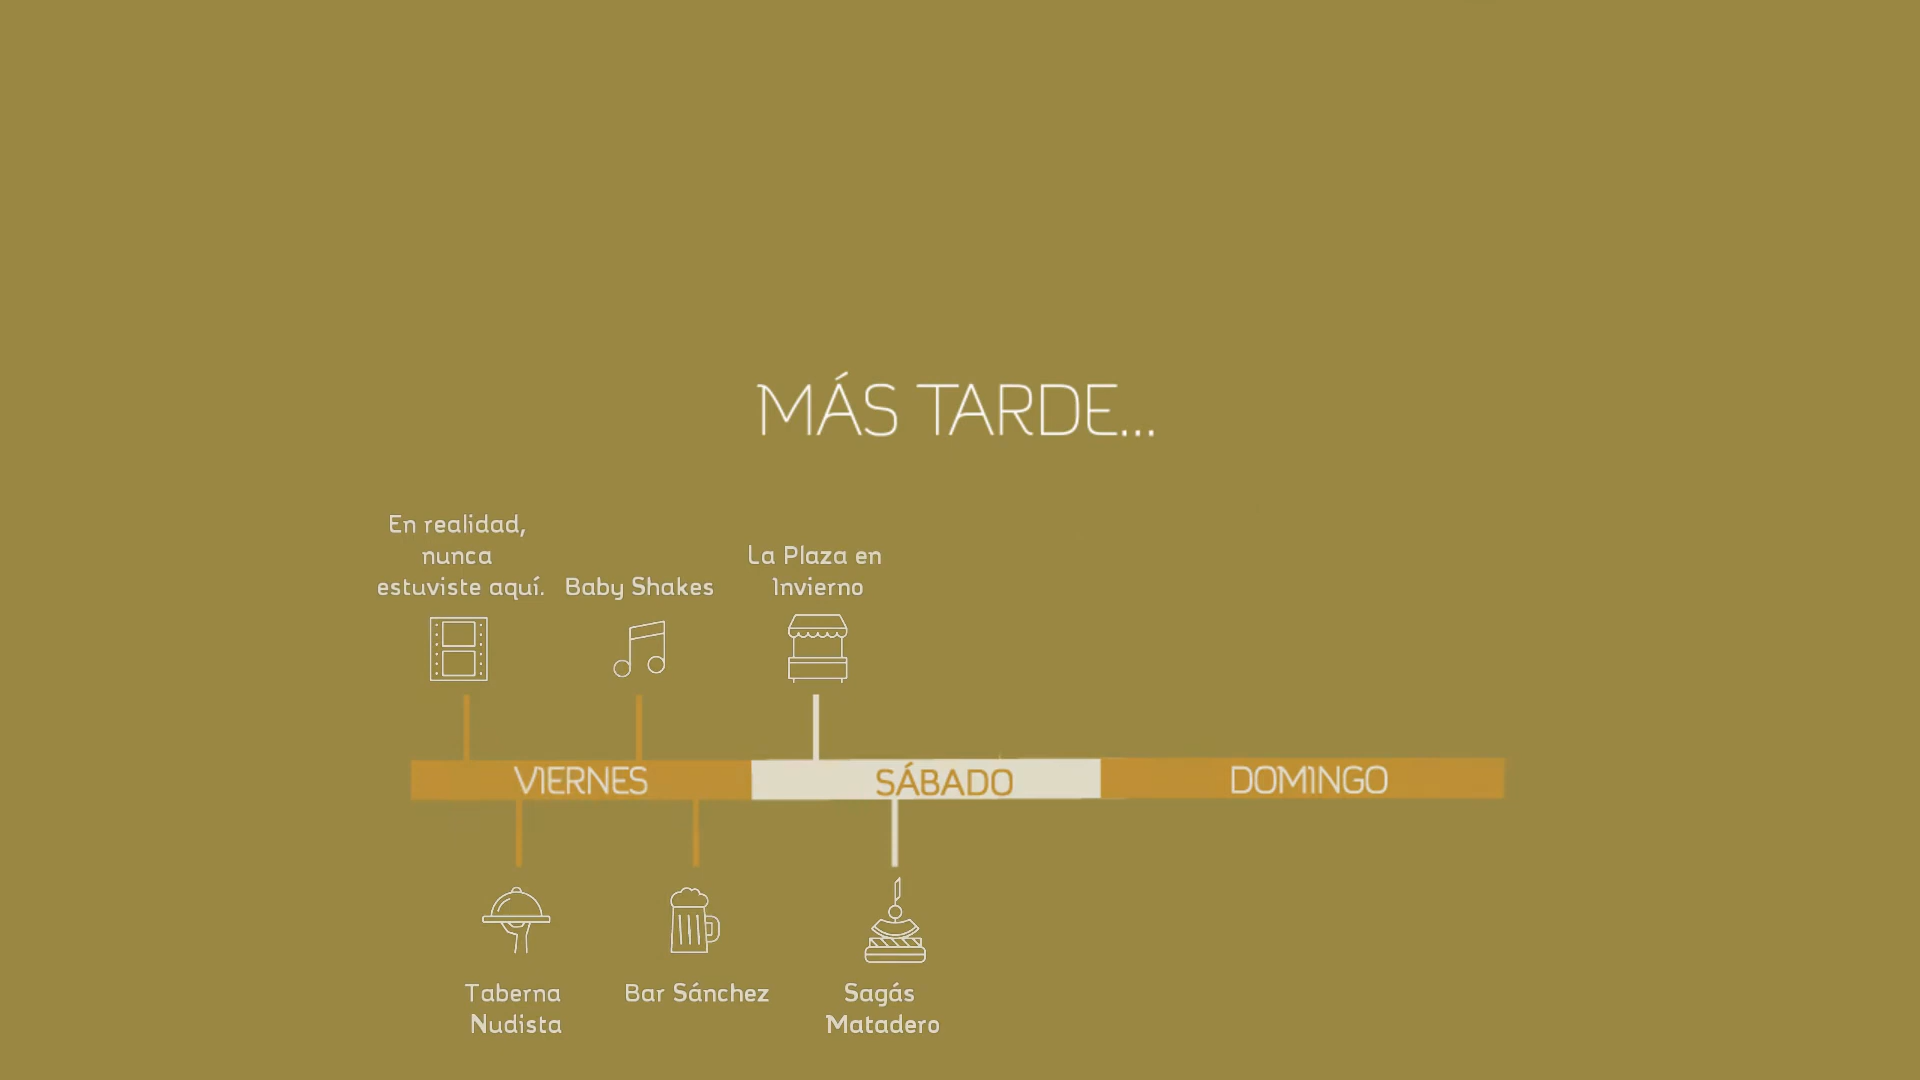 MÁS TARDE...
En realidad,
nunca
estuviste aquí.
Baby Shakes
La Plaza en
Invierno
VIERNES
SÁBADO
DOMINGO
Taberna
Nudista
Bar Sánchez
Sagás
Matadero